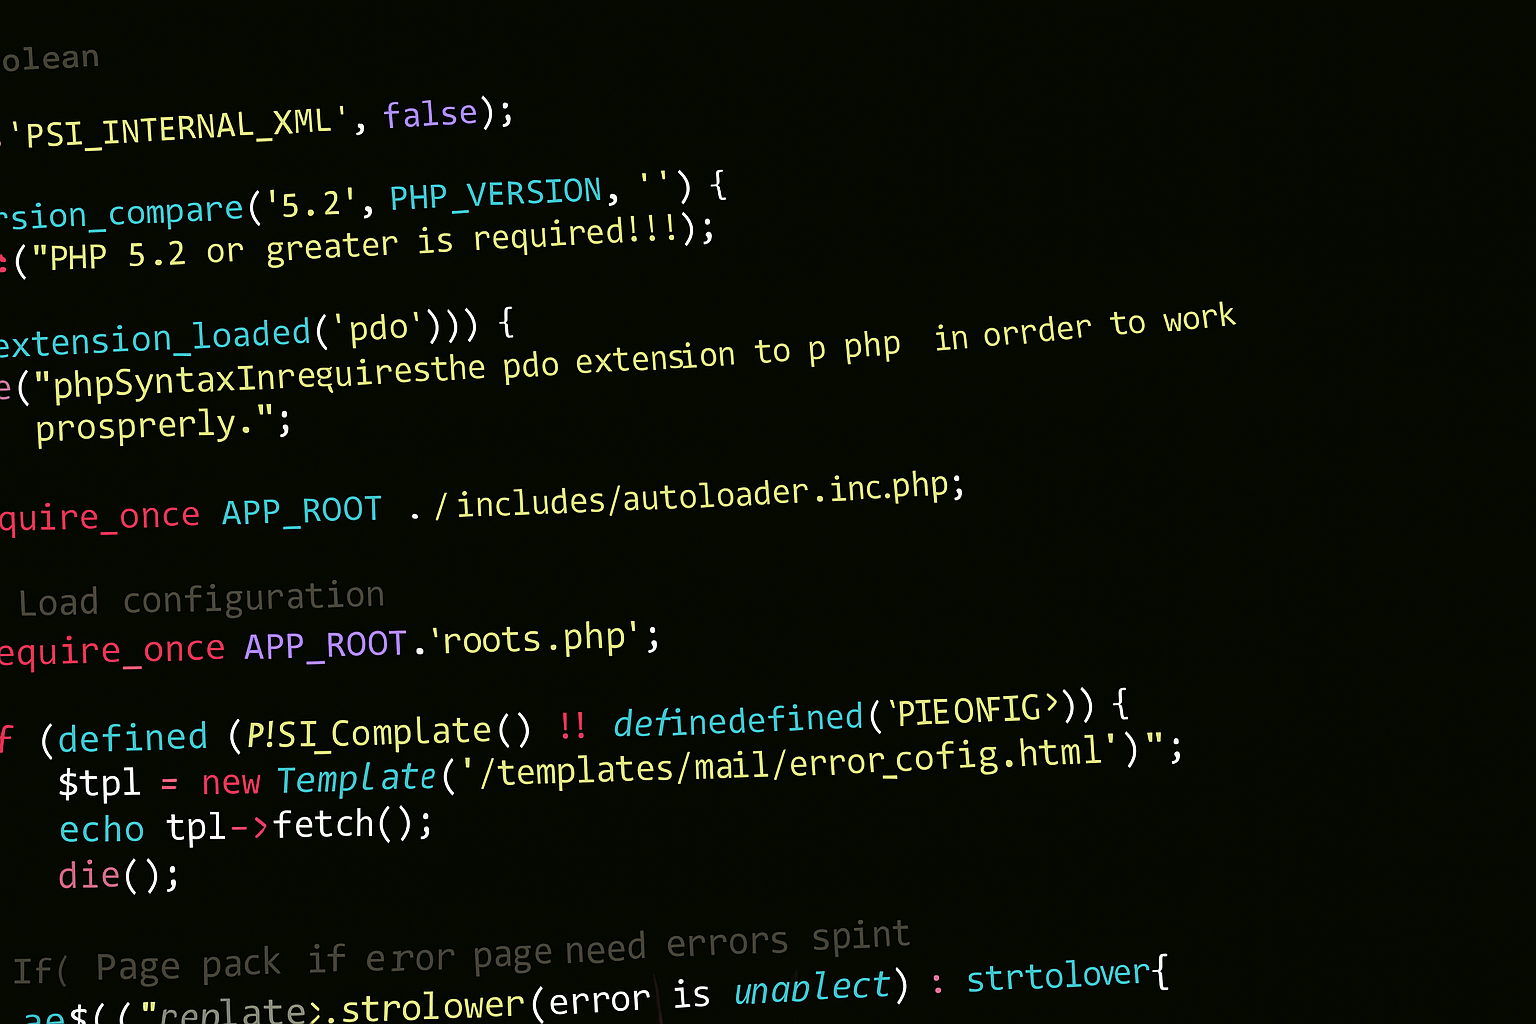 olean
'PSI_INTERNAL_XML', false);
rsion_compare('5.2', PHP_VERSION, '') {
("PHP 5.2 or greater is required!!!);
extension_loaded('pdo'))) {
e("phpSyntaxInrequiresthe pdo extension to p php in orrder to work
prosprerly.";
quire_once APP_ROOT ./includes/autoloader.inc.php;
Load configuration
equire_once APP_ROOT.'roots.php';
f (defined (P!SI_Complate() !! definedefined('PIEONFIG>)) {
$tpl = new Template('/templates/mail/error_cofig.html')";
echo tpl->fetch();
die();
If( Page pack if error page need errors spint
ae$(("replate>.strolower(error is unablect) : strtolover{